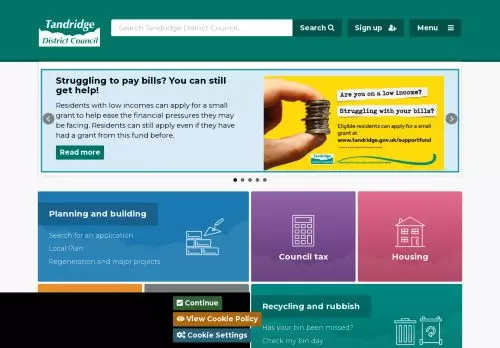 Tandridge
District Council
Search Tandridge District Council...
Search
Sign up
Menu
Struggling to pay bills? You can still
get help!
Residents with low incomes can apply for a small
grant to help ease the financial pressures they
may be facing. Residents can still apply even if they have
had a grant from this fund before.
Read more
Are you on a low income?
Struggling with your bills?
Eligible residents can apply for a small
grant at
www.tandridge.gov.uk/supportfund
Planning and building
Search for an application
Local Plan
Regeneration and major projects
Council tax
Housing
Continue
View Cookie Policy
Cookie Settings
Recycling and rubbish
Has your bin been missed?
Check my bin day